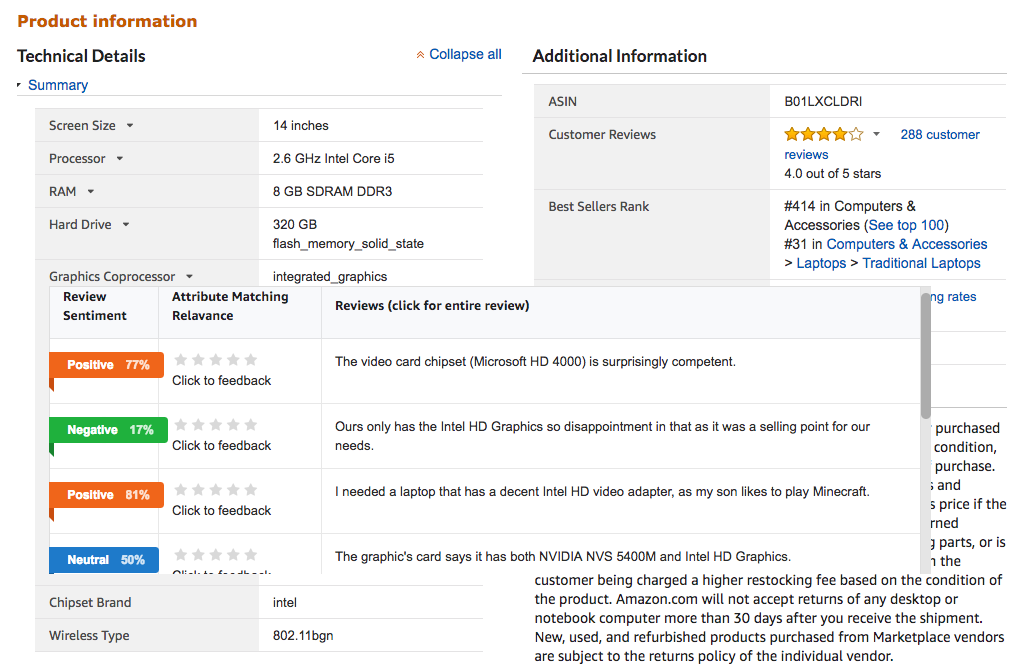 Product information
Technical Details
Collapse all
Summary
Screen Size
14 inches
Processor
2.6 GHz Intel Core i5
RAM
8 GB SDRAM DDR3
Hard Drive
320 GB
flash_memory_solid_state
Graphics Coprocessor
integrated_graphics
Review
Sentiment
Attribute Matching
Relavance
Reviews (click for entire review)
Positive 77%
Click to feedback
The video card chipset (Microsoft HD 4000) is surprisingly competent.
Negative 17%
Click to feedback
Ours only has the Intel HD Graphics so disappointment in that as it was a selling point for our
needs.
Positive 81%
Click to feedback
I needed a laptop that has a decent Intel HD video adapter, as my son likes to play Minecraft.
Neutral 50%
Click to feedback
The graphic's card says it has both NVIDIA NVS 5400M and Intel HD Graphics.
Chipset Brand
intel
Wireless Type
802.11bgn
Additional Information
ASIN
B01LXCLDRI
Customer Reviews
288 customer
reviews
4.0 out of 5 stars
Best Sellers Rank
#414 in Computers &
Accessories (See top 100)
#31 in Computers & Accessories
> Laptops > Traditional Laptops
ng rates
purchased
condition,
purchase.
s and
s price if the
rned
g parts, or is
n the
customer being charged a higher restocking fee based on the condition of
the product. Amazon.com will not accept returns of any desktop or
notebook computer more than 30 days after you receive the shipment.
New, used, and refurbished products purchased from Marketplace vendors
are subject to the returns policy of the individual vendor.